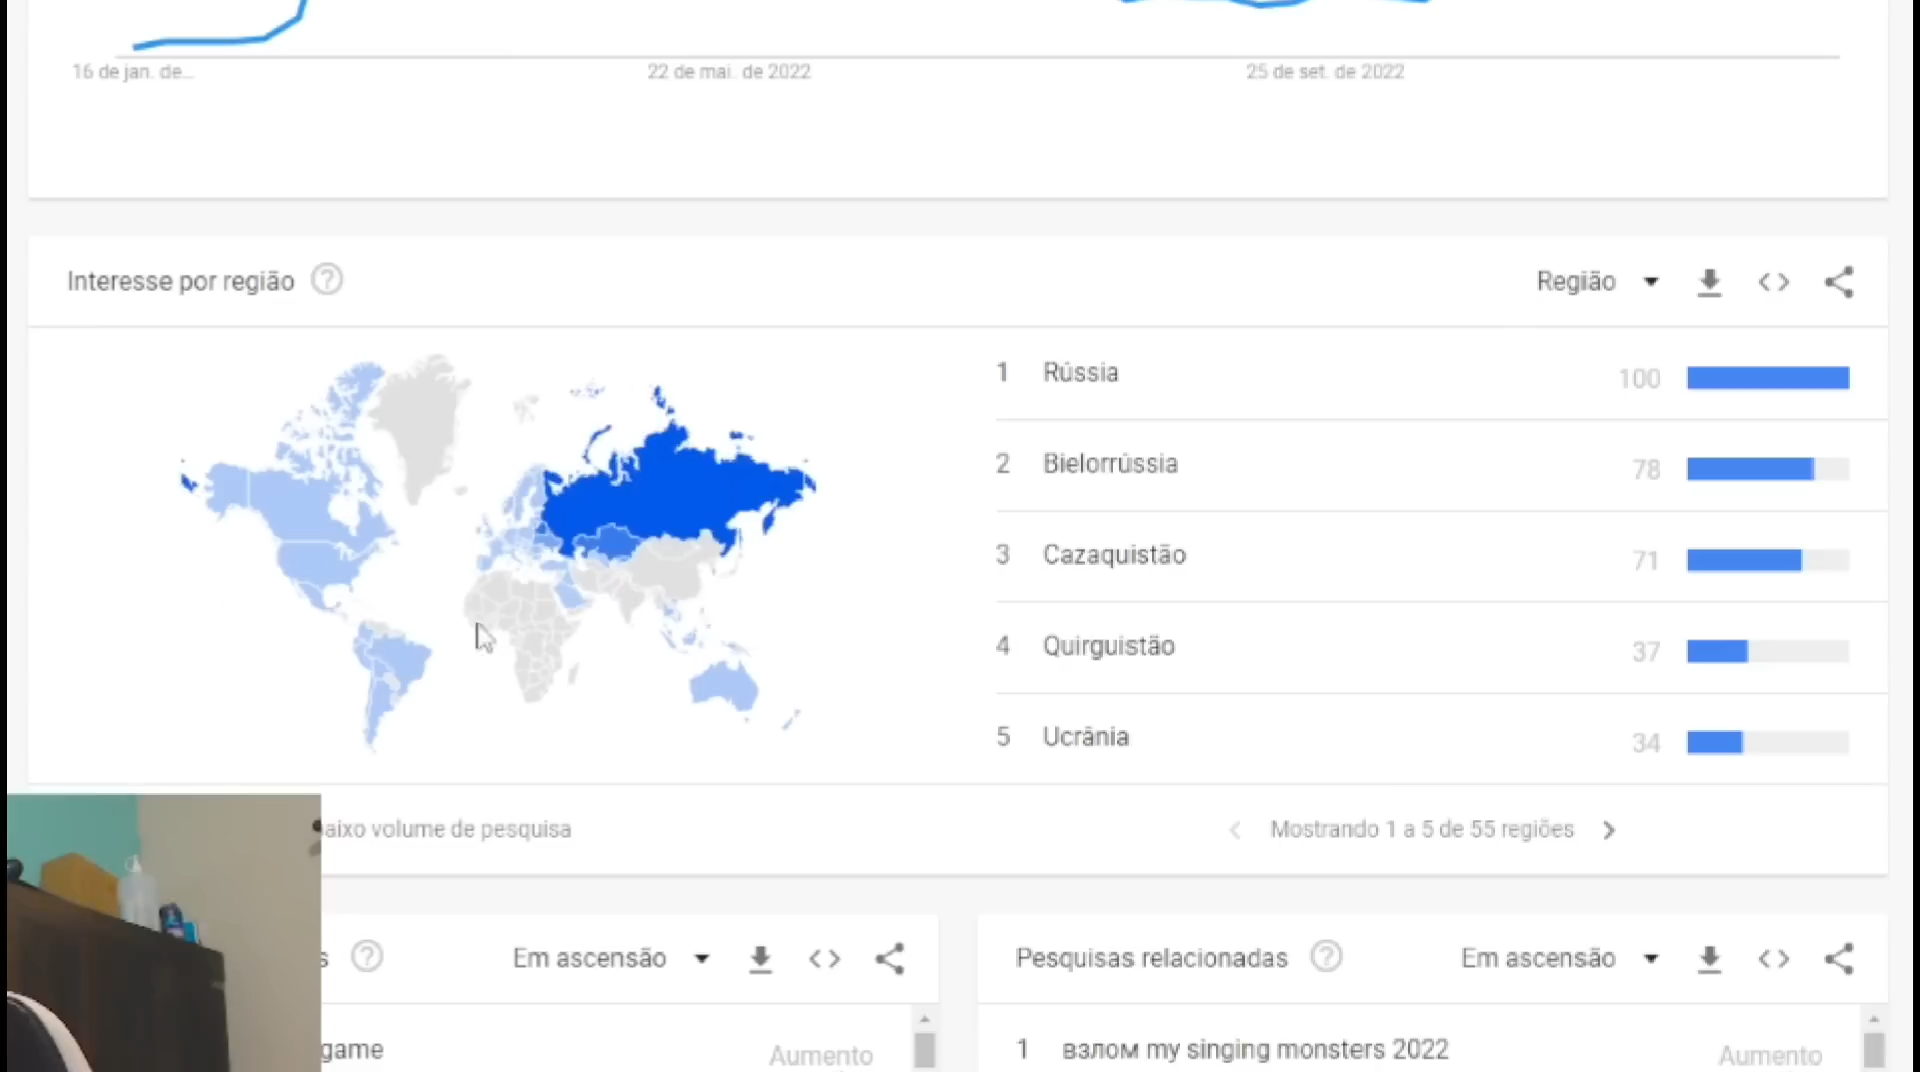 16 de jan. de...
22 de mai. de 2022
25 de set. de 2022
Interesse por região
Região
1 Rússia 100
2 Bielorrússia 78
3 Cazaquistão 71
4 Quirguistão 37
5 Ucrânia 34
aixo volume de pesquisa
Mostrando 1 a 5 de 55 regiões
s
Em ascensão
Pesquisas relacionadas
Em ascensão
game
Aumento
1 взлом my singing monsters 2022
Aumento